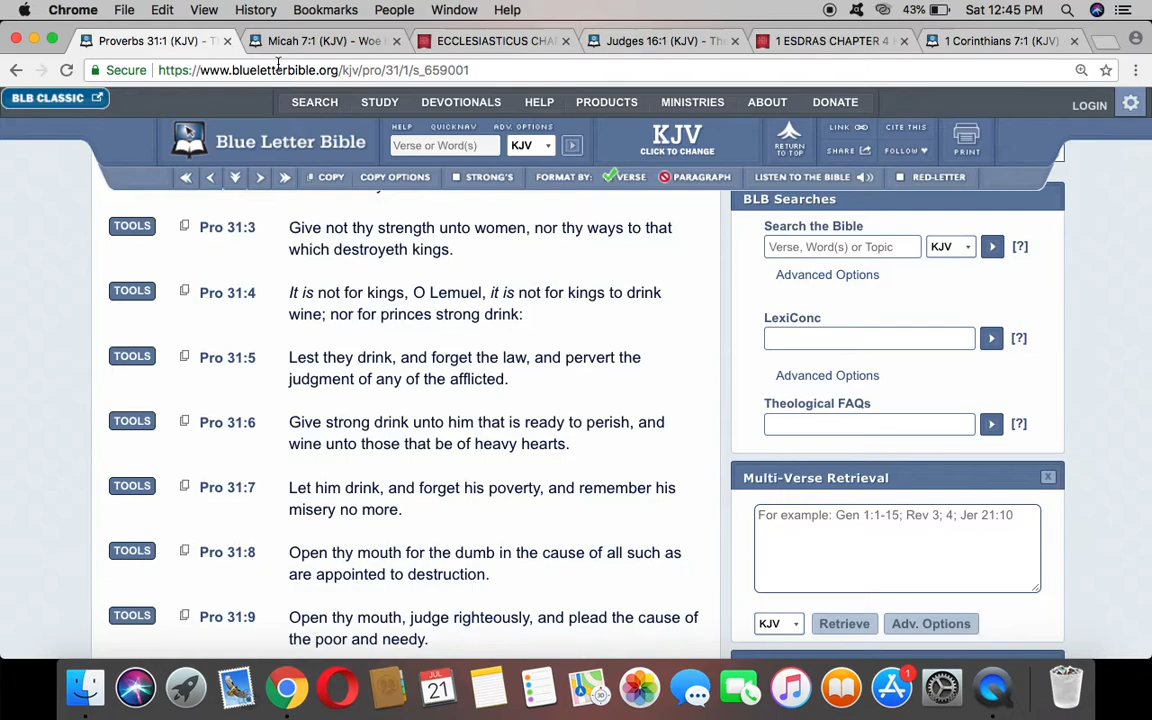 Chrome File Edit View History Bookmarks People Window Help 43% Sat 12:45 PM
Proverbs 31:1 (KJV) - Th Micah 7:1 (KJV) - Woe i ECCLESIASTICUS CHA Judges 16:1 (KJV) - The 1 ESDRAS CHAPTER 4 1 Corinthians 7:1 (KJV)
Secure https://www.blueletterbible.org/kjv/pro/31/1/s_659001
BLB CLASSIC
SEARCH STUDY DEVOTIONALS HELP PRODUCTS MINISTRIES ABOUT DONATE LOGIN
HELP QUICKNAV ADV. OPTIONS
Blue Letter Bible
Verse or Word(s) KJV
KJV
CLICK TO CHANGE
RETURN
TO TOP
LINK CITE THIS
SHARE FOLLOW
PRINT
COPY COPY OPTIONS STRONG'S FORMAT BY: VERSE PARAGRAPH LISTEN TO THE BIBLE RED-LETTER
TOOLS Pro 31:3 Give not thy strength unto women, nor thy ways to that
which destroyeth kings.
TOOLS Pro 31:4 It is not for kings, O Lemuel, it is not for kings to drink
wine; nor for princes strong drink:
TOOLS Pro 31:5 Lest they drink, and forget the law, and pervert the
judgment of any of the afflicted.
TOOLS Pro 31:6 Give strong drink unto him that is ready to perish, and
wine unto those that be of heavy hearts.
TOOLS Pro 31:7 Let him drink, and forget his poverty, and remember his
misery no more.
TOOLS Pro 31:8 Open thy mouth for the dumb in the cause of all such as
are appointed to destruction.
TOOLS Pro 31:9 Open thy mouth, judge righteously, and plead the cause of
the poor and needy.
BLB Searches
Search the Bible
Verse, Word(s) or Topic KJV [?]
Advanced Options
LexiConc
[?]
Advanced Options
Theological FAQs
[?]
Multi-Verse Retrieval X
For example: Gen 1:1-15; Rev 3; 4; Jer 21:10
KJV Retrieve Adv. Options
JUL
21
1